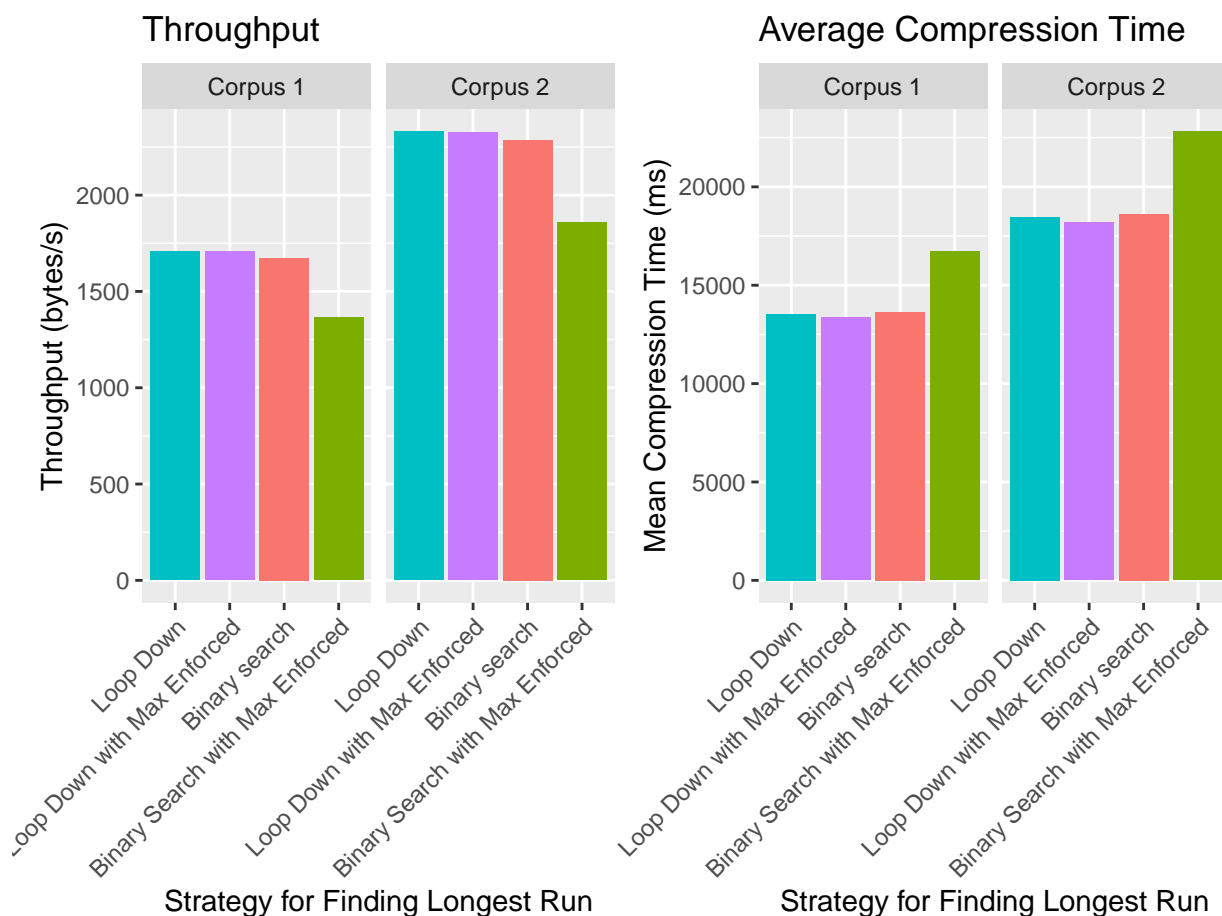 Throughput
Corpus 1
Corpus 2
Throughput (bytes/s)
2000
1500
1000
500
0
Loop Down
Loop Down with Max Enforced
Binary search
Binary Search with Max Enforced
Loop Down
Loop Down with Max Enforced
Binary search
Binary Search with Max Enforced
Strategy for Finding Longest Run
Average Compression Time
Corpus 1
Corpus 2
Mean Compression Time (ms)
20000
15000
10000
5000
0
Loop Down
Loop Down with Max Enforced
Binary search
Binary Search with Max Enforced
Loop Down
Loop Down with Max Enforced
Binary search
Binary Search with Max Enforced
Strategy for Finding Longest Run